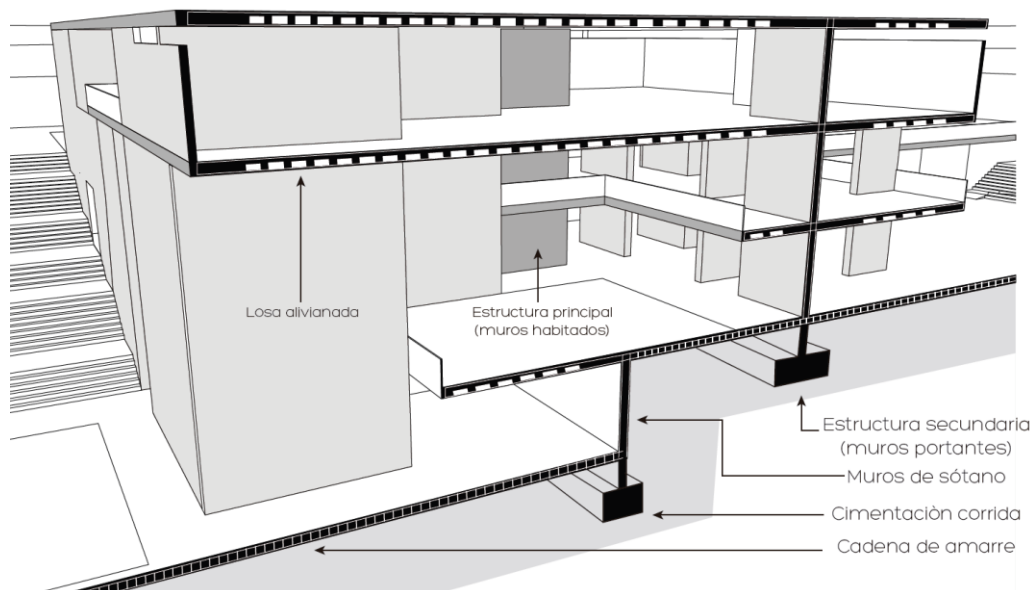 Losa alivianada
Estructura principal
(muros habitados)
Estructura secundaria
(muros portantes)
Muros de sótano
Cimentaciòn corrida
Cadena de amarre